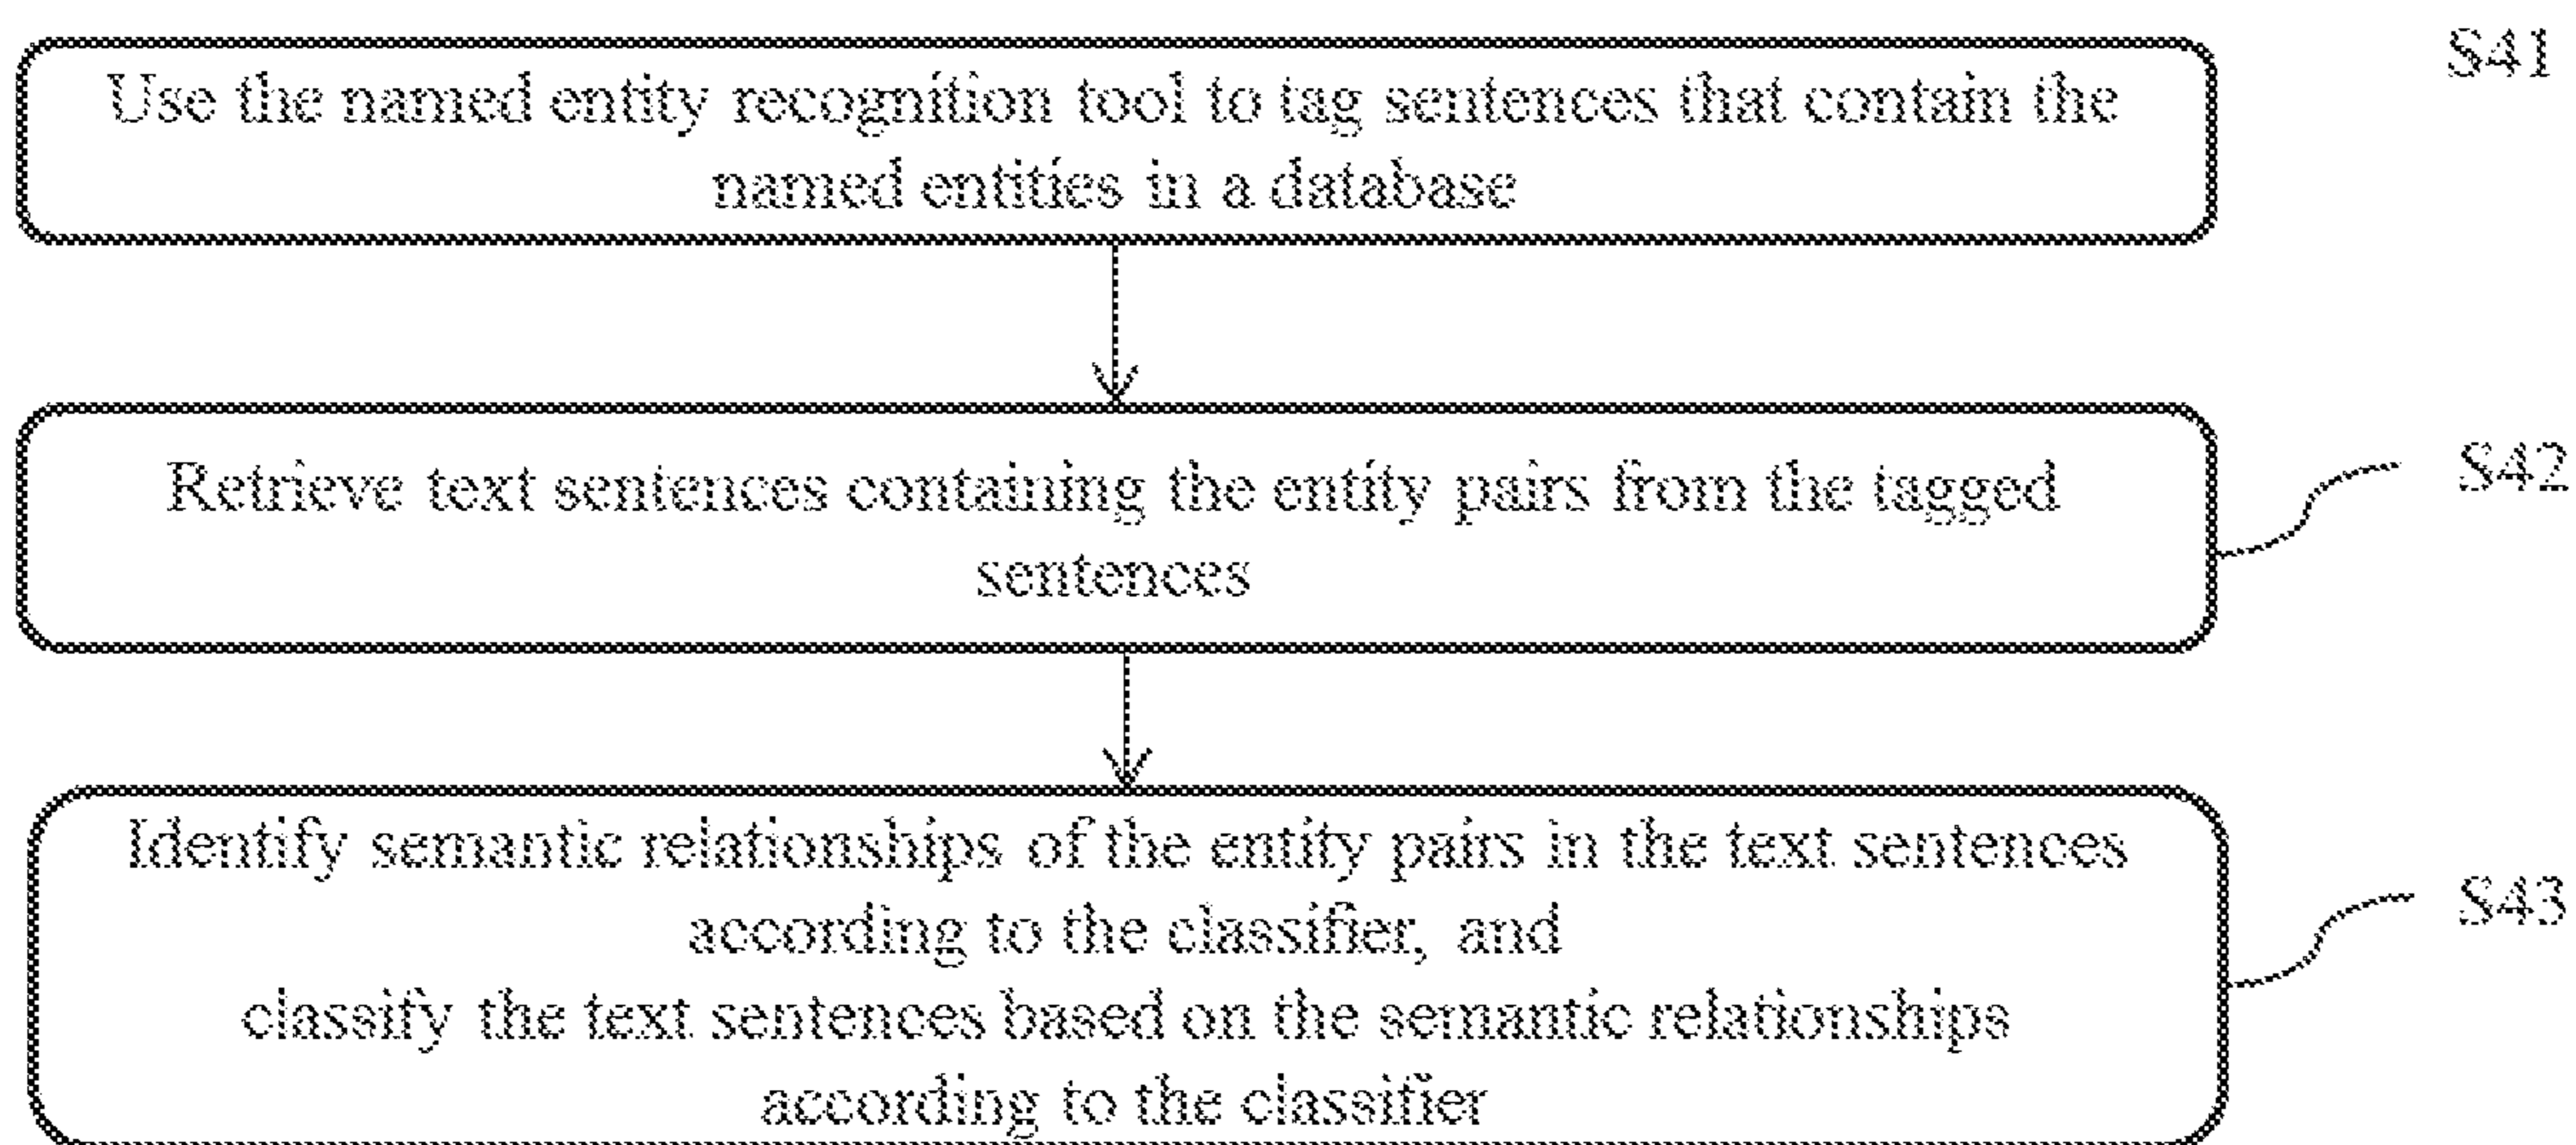 S41
Use the named entity recognition tool to tag sentences that contain the
named entities in a database
Retrieve text sentences containing the entity pairs from the tagged
sentences
S42
Identify semantic relationships of the entity pairs in the text sentences
according to the classifier, and
classify the text sentences based on the semantic relationships
according to the classifier
S43